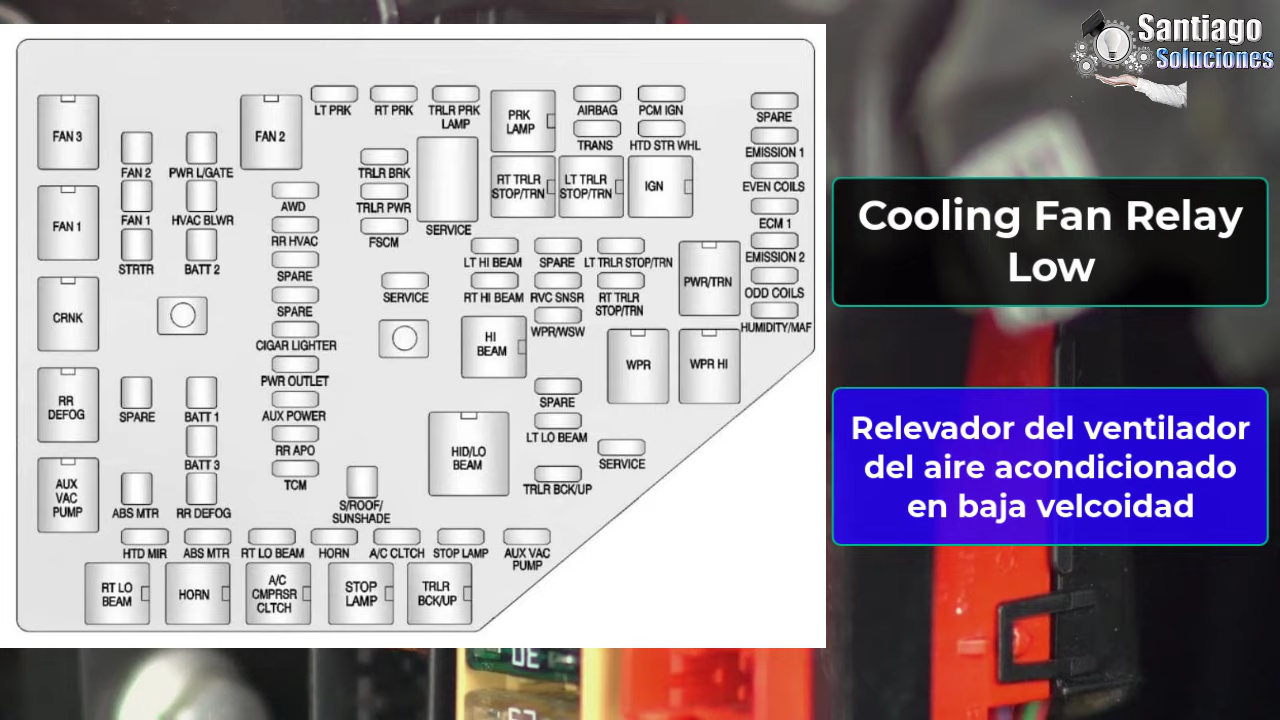 Santiago
Soluciones
LT PRK
RT PRK
TRLR PRK
LAMP
FAN 3
FAN 2
PRK
LAMP
AIRBAG
PCM IGN
SPARE
TRANS
HTD STR WHL
EMISSION 1
FAN 2
PWR L/GATE
TRLR BRK
RT TRLR
STOP/TRN
LT TRLR
STOP/TRN
IGN
EVEN COILS
FAN 1
FAN 1
HVAC BLWR
AWD
TRLR PWR
SERVICE
ECM 1
RR HVAC
FSCM
EMISSION 2
STRTR
BATT 2
SPARE
LT HI BEAM
SPARE
LT TRLR STOP/TRN
PWR/TRN
ODD COILS
SPARE
SERVICE
RT HI BEAM
RVC SNSR
RT TRLR
STOP/TRN
HUMIDITY/MAF
CRNK
CIGAR LIGHTER
HI
BEAM
WPR/WSW
WPR
WPR HI
PWR OUTLET
RR
DEFOG
SPARE
BATT 1
AUX POWER
SPARE
LT LO BEAM
RR APO
HID/LO
BEAM
SERVICE
BATT 3
TCM
TRLR BCK/UP
AUX
VAC
PUMP
ABS MTR
RR DEFOG
S/ROOF/
SUNSHADE
HTD MIR
ABS MTR
RT LO BEAM
HORN
A/C CLTCH
STOP LAMP
AUX VAC
PUMP
RT LO
BEAM
HORN
A/C
CMPRSR
CLTCH
STOP
LAMP
TRLR
BCK/UP
Cooling Fan Relay
Low
Relevador del ventilador
del aire acondicionado
en baja velcoidad